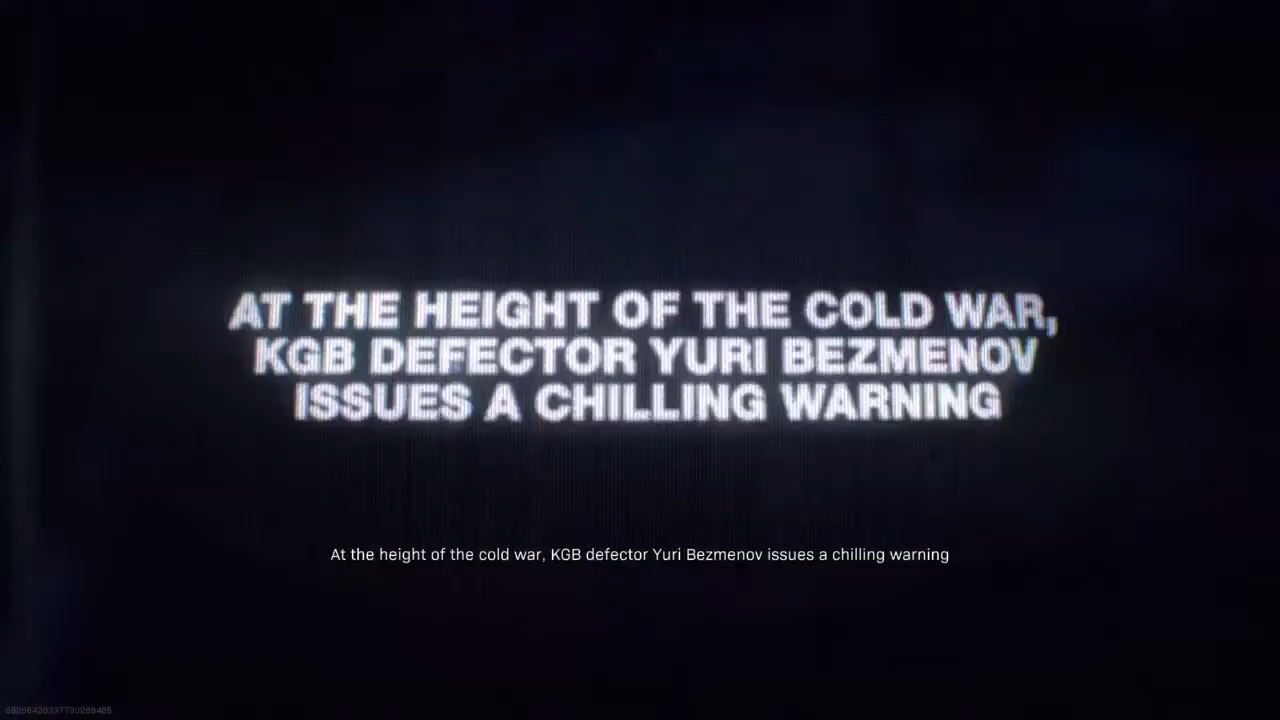 AT THE HEIGHT OF THE COLD WAR,
KGB DEFECTOR YURI BEZMENOV
ISSUES A CHILLING WARNING
At the height of the cold war, KGB defector Yuri Bezmenov issues a chilling warning